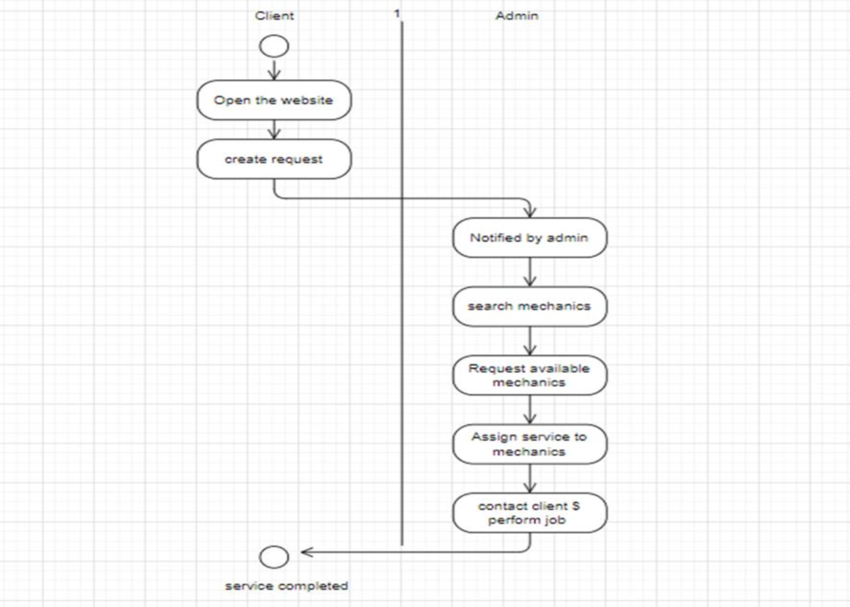 Client
1
Admin
Open the website
create request
Notified by admin
search mechanics
Request available
mechanics
Assign service to
mechanics
contact client $
perform job
service completed